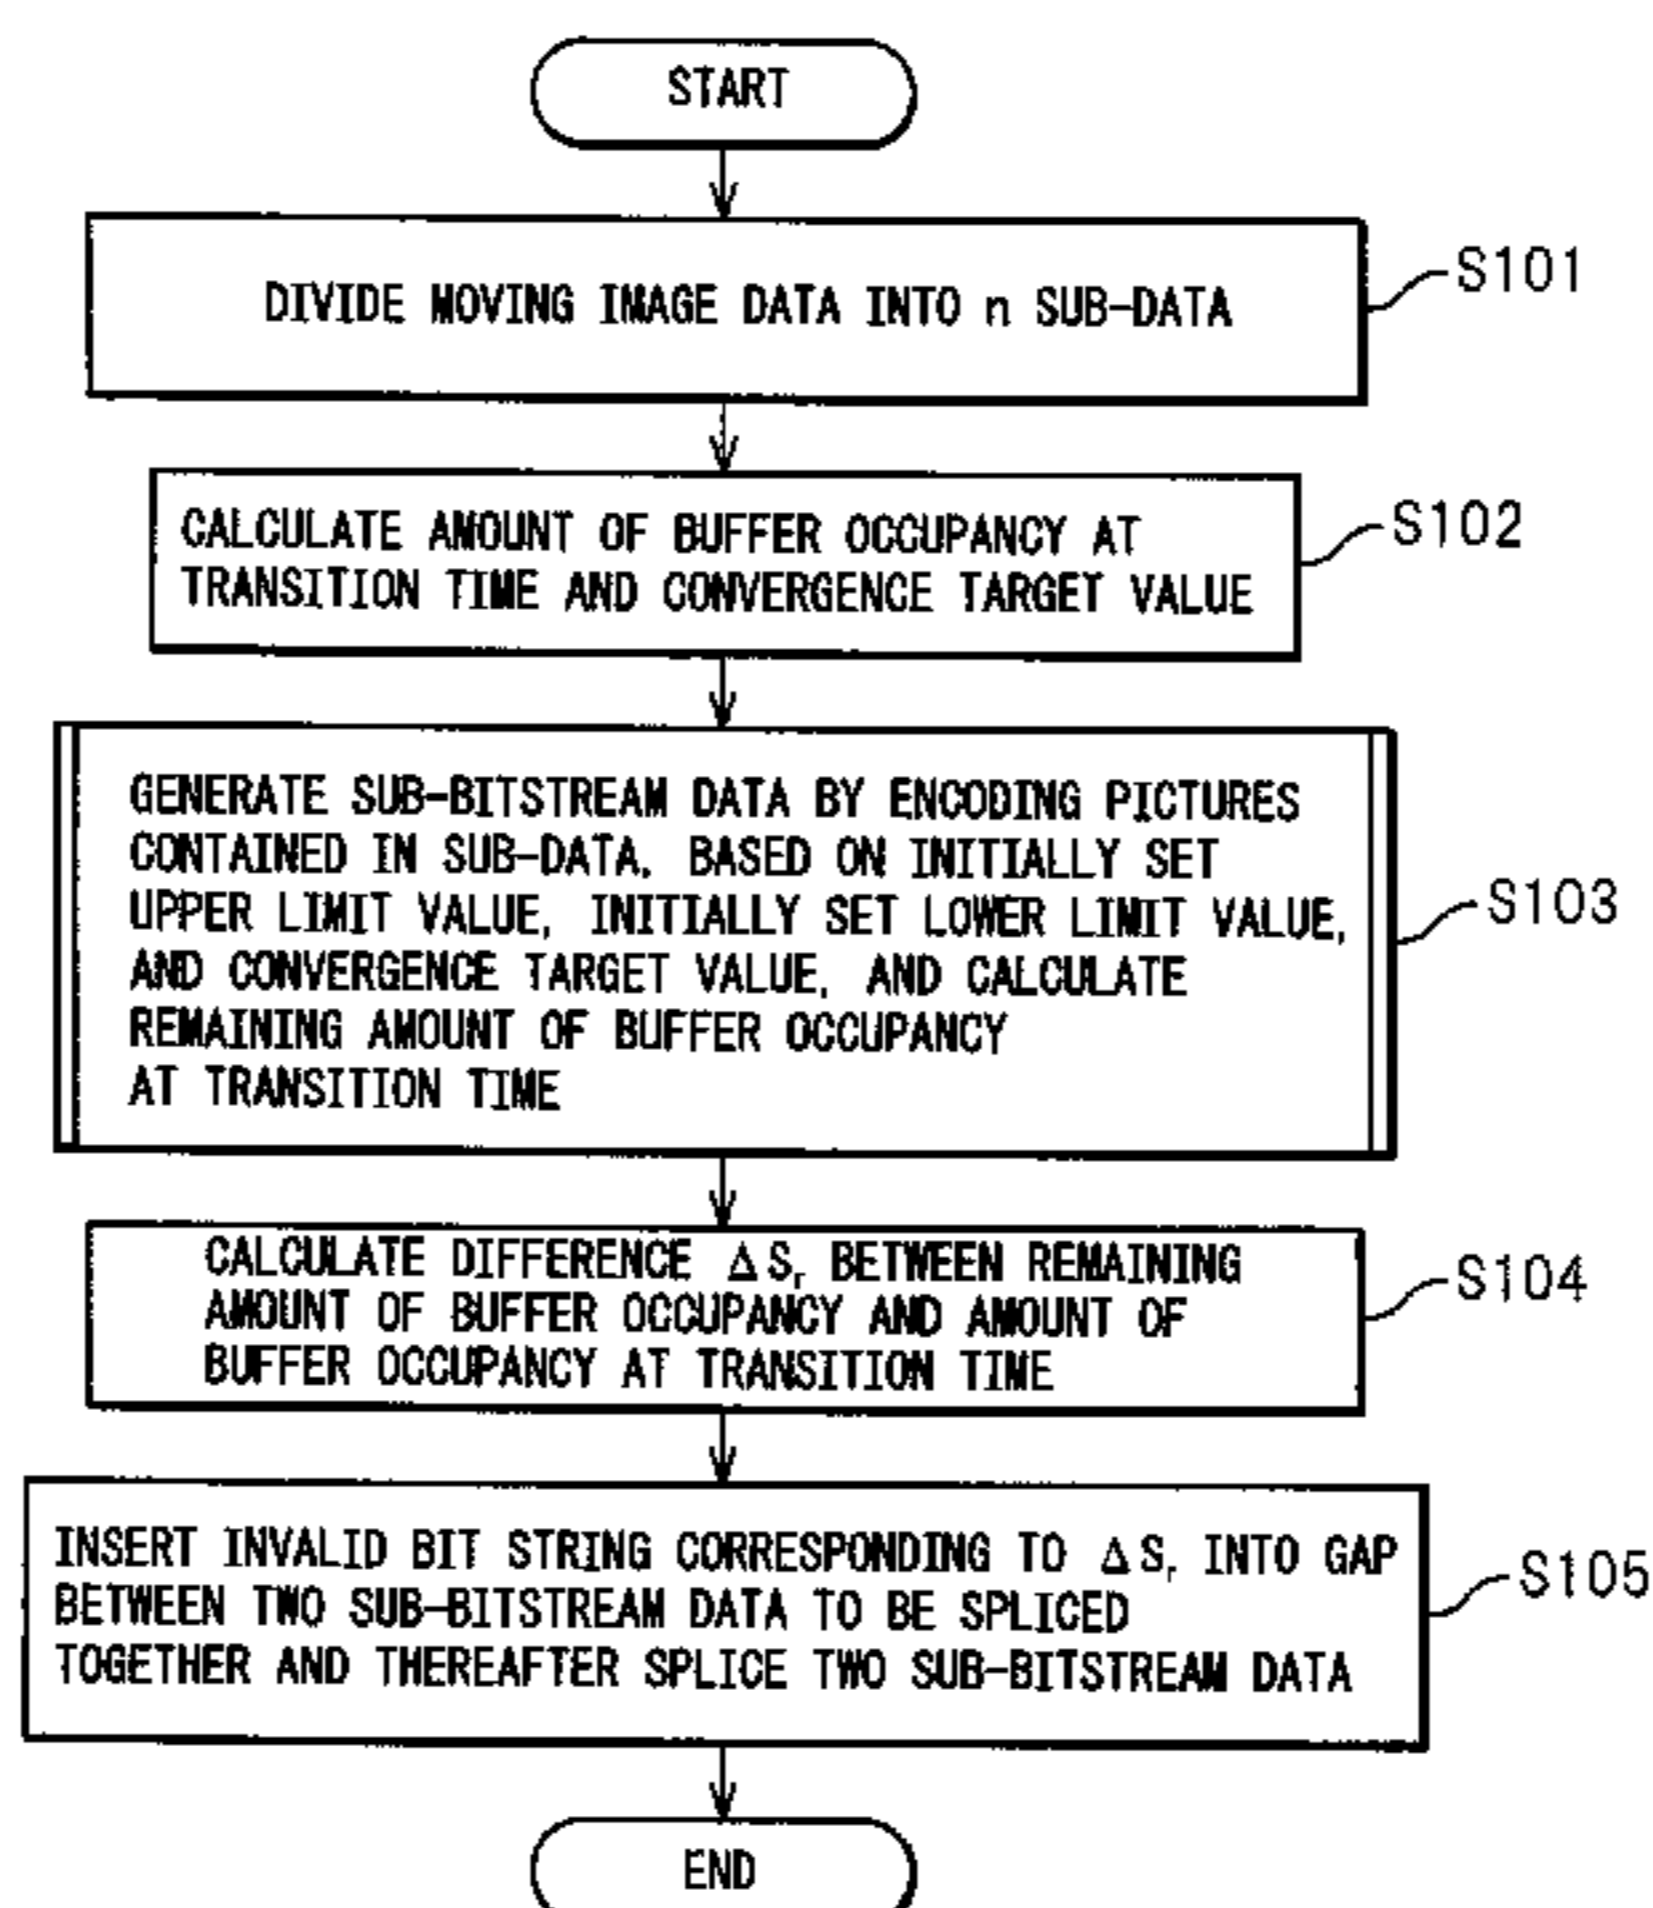 START
DIVIDE MOVING IMAGE DATA INTO n SUB-DATA
S101
CALCULATE AMOUNT OF BUFFER OCCUPANCY AT
TRANSITION TIME AND CONVERGENCE TARGET VALUE
S102
GENERATE SUB-BITSTREAM DATA BY ENCODING PICTURES
CONTAINED IN SUB-DATA, BASED ON INITIALLY SET
UPPER LIMIT VALUE, INITIALLY SET LOWER LIMIT VALUE,
AND CONVERGENCE TARGET VALUE, AND CALCULATE
REMAINING AMOUNT OF BUFFER OCCUPANCY
AT TRANSITION TIME
S103
CALCULATE DIFFERENCE ΔSr BETWEEN REMAINING
AMOUNT OF BUFFER OCCUPANCY AND AMOUNT OF
BUFFER OCCUPANCY AT TRANSITION TIME
S104
INSERT INVALID BIT STRING CORRESPONDING TO ΔSr INTO GAP
BETWEEN TWO SUB-BITSTREAM DATA TO BE SPLICED
TOGETHER AND THEREAFTER SPLICE TWO SUB-BITSTREAM DATA
S105
END